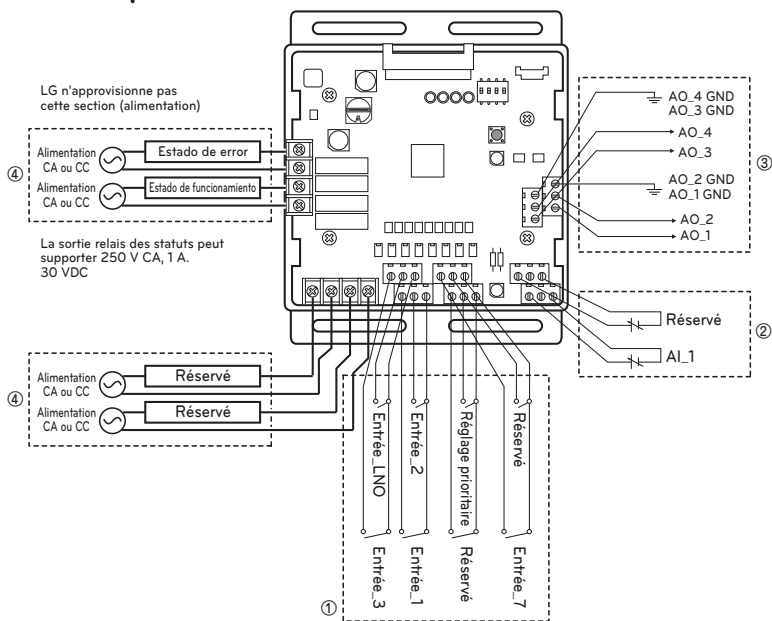 LG n'approvisionne pas
cette section (alimentation)
④
Alimentation
CA ou CC
Estado de error
Alimentation
CA ou CC
Estado de funcionamiento
La sortie relais des statuts peut
supporter 250 V CA, 1 A.
30 VDC
④
Alimentation
CA ou CC
Réservé
Alimentation
CA ou CC
Réservé
AO_4 GND
AO_3 GND
AO_4
AO_3
③
AO_2 GND
AO_1 GND
AO_2
AO_1
②
Réservé
AI_1
Entrée_LNO
Entrée_2
Réglage prioritaire
Réservé
Entrée_3
Entrée_1
Réservé
Entrée_7
①